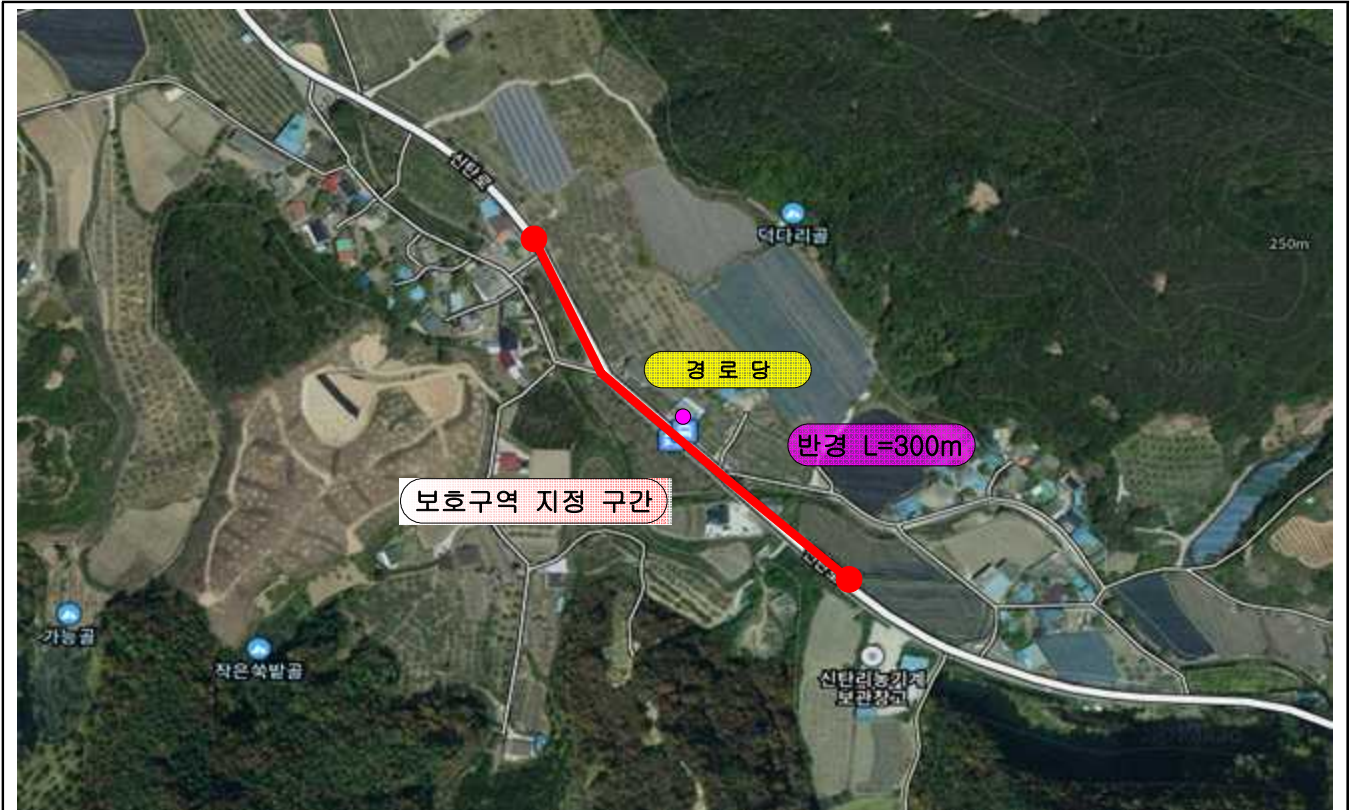 신탄로
덕다리골
250m
경 로 당
반경 L=300m
보호구역 지정 구간
가능골
작은쑥밭골
신탄리농기계
보관창고